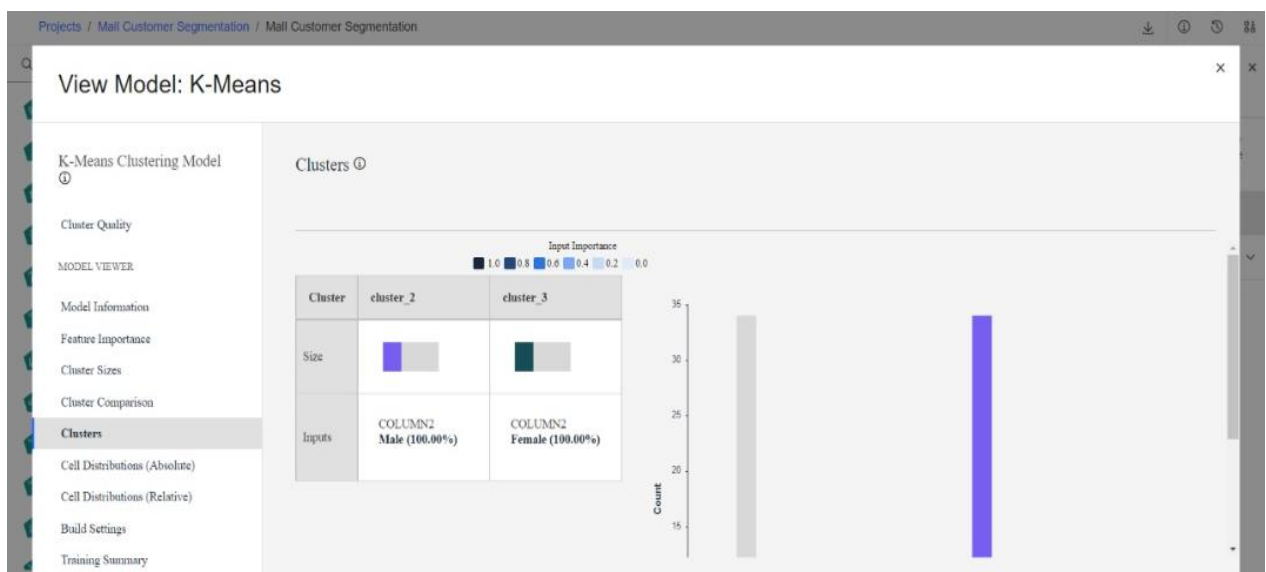 Projects / Mall Customer Segmentation / Mall Customer Segmentation
View Model: K-Means
K-Means Clustering Model
Cluster Quality
MODEL VIEWER
Model Information
Feature Importance
Cluster Sizes
Cluster Comparison
Clusters
Cell Distributions (Absolute)
Cell Distributions (Relative)
Build Settings
Training Summary
Clusters
Input Importance
1.0 0.8 0.6 0.4 0.2 0.0
Cluster cluster_2 cluster_3
Size
Inputs
COLUMN2
Male (100.00%)
COLUMN2
Female (100.00%)
Count
35
30
25
20
15